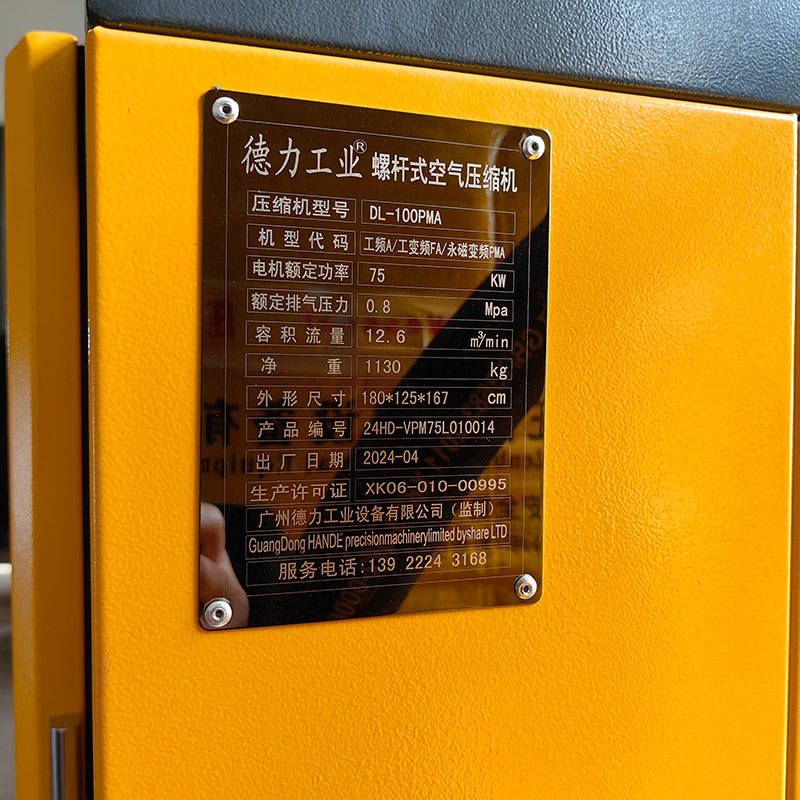 德力工业® 螺杆式空气压缩机
压缩机型号 DL-100PMA
机型代码 工频A/工变频FA/永磁变频PMA
电机额定功率 75 KW
额定排气压力 0.8 Mpa
容积流量 12.6 m³/min
净重 1130 kg
外形尺寸 180*125*167 cm
产品编号 24HD-VPM75L010014
出厂日期 2024-04
生产许可证 XK06-010-00995
广州德力工业设备有限公司（监制）
GuangDong HANDE precisionmachinerylimited byshare LTD
服务电话:139 2224 3168